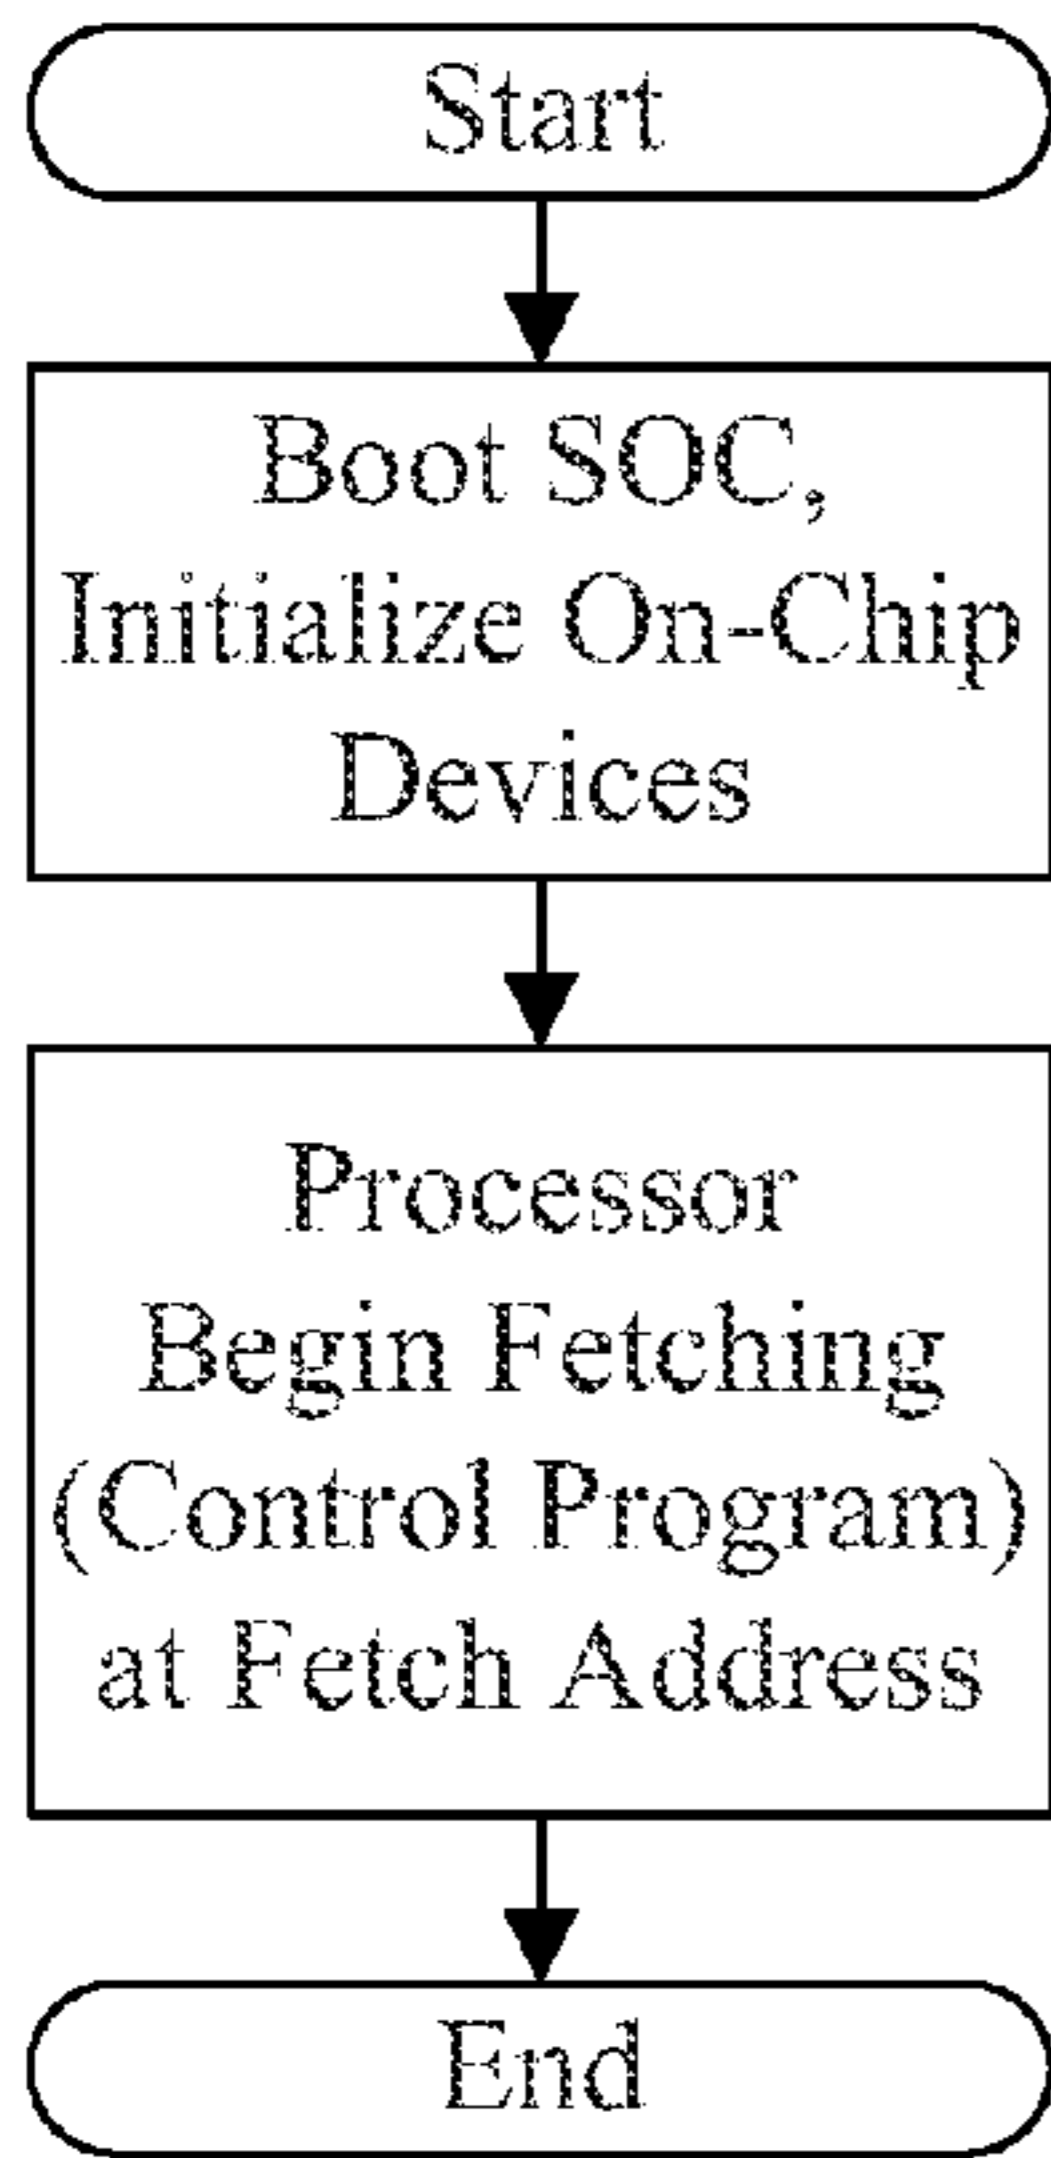 Start
Boot SOC,
Initialize On-Chip
Devices
Processor
Begin Fetching
(Control Program)
at Fetch Address
End